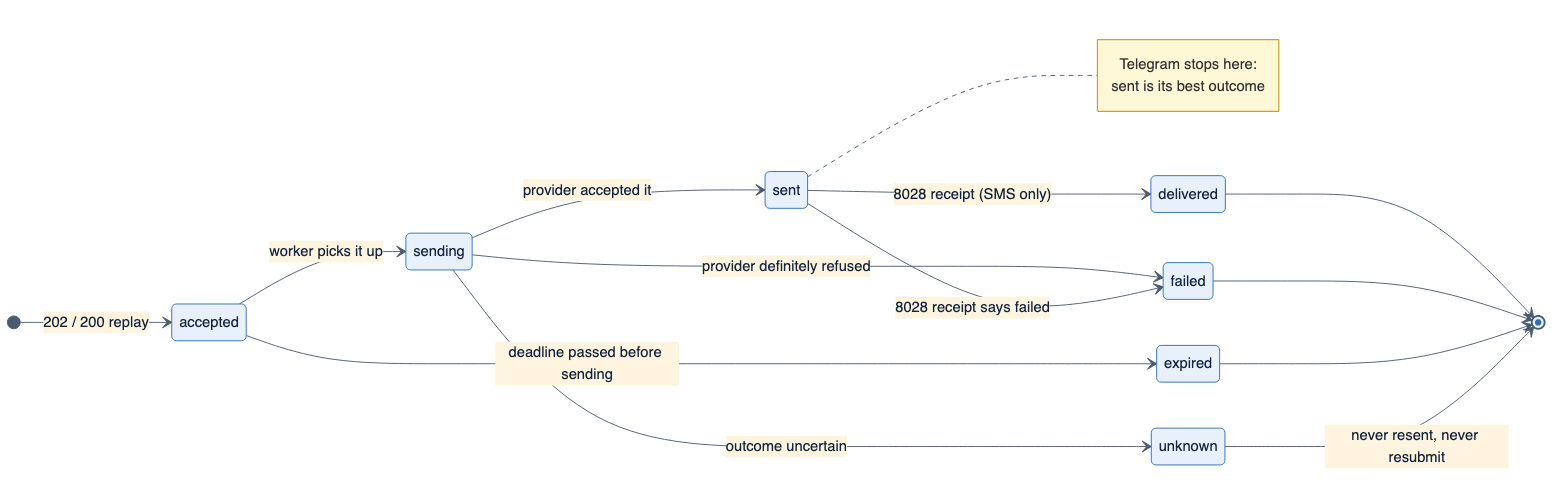 Telegram stops here:
sent is its best outcome
provider accepted it
sent
8028 receipt (SMS only)
delivered
worker picks it up
sending
provider definitely refused
failed
8028 receipt says failed
202 / 200 replay
accepted
deadline passed before
sending
expired
outcome uncertain
unknown
never resent, never
resubmit